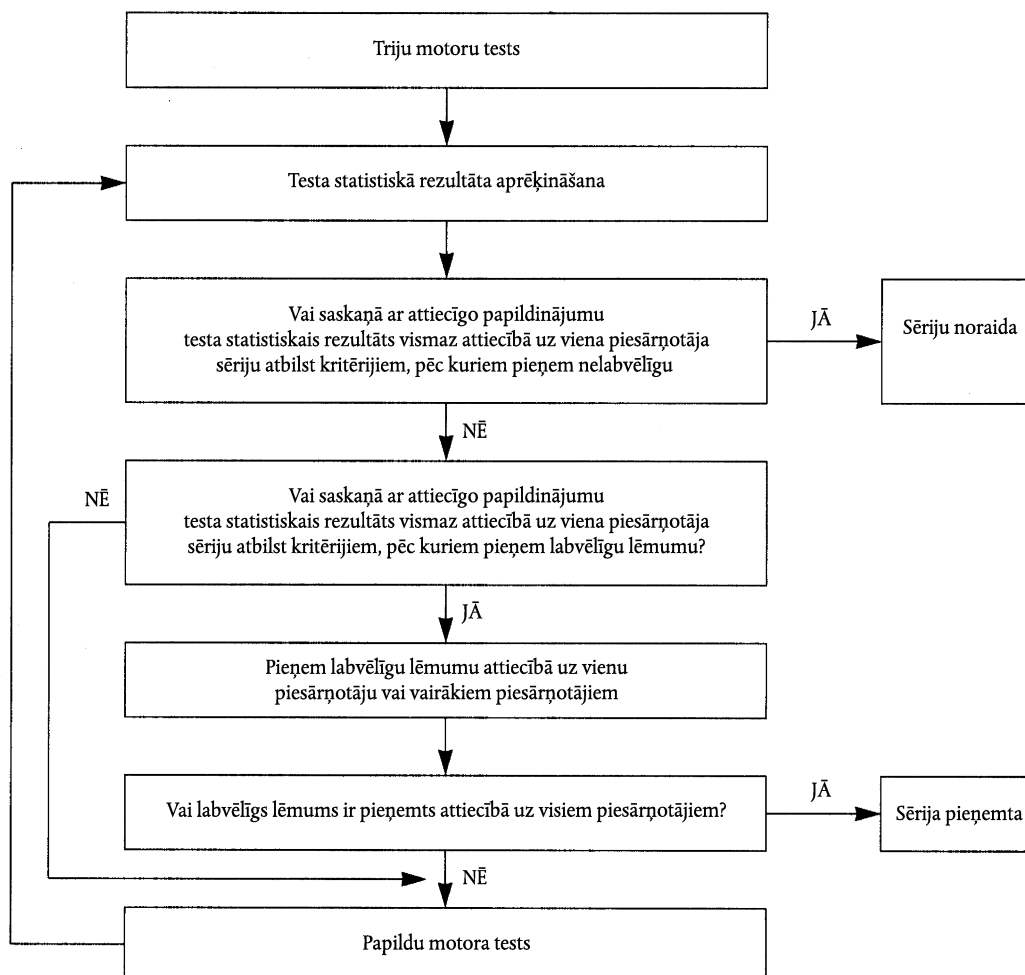 Triju motoru tests
Testa statistiskā rezultāta aprēķināšana
Vai saskaņā ar attiecīgo papildinājumu
testa statistiskais rezultāts vismaz attiecībā uz viena piesārņotāja
sēriju atbilst kritērijiem, pēc kuriem pieņem nelabvēlīgu
JĀ
Sēriju noraida
NĒ
Vai saskaņā ar attiecīgo papildinājumu
testa statistiskais rezultāts vismaz attiecībā uz viena piesārņotāja
sēriju atbilst kritērijiem, pēc kuriem pieņem labvēlīgu lēmumu?
NĒ
JĀ
Pieņem labvēlīgu lēmumu attiecībā uz vienu
piesārņotāju vai vairākiem piesārņotājiem
Vai labvēlīgs lēmums ir pieņemts attiecībā uz visiem piesārņotājiem?
JĀ
Sērija pieņemta
NĒ
Papildu motora tests